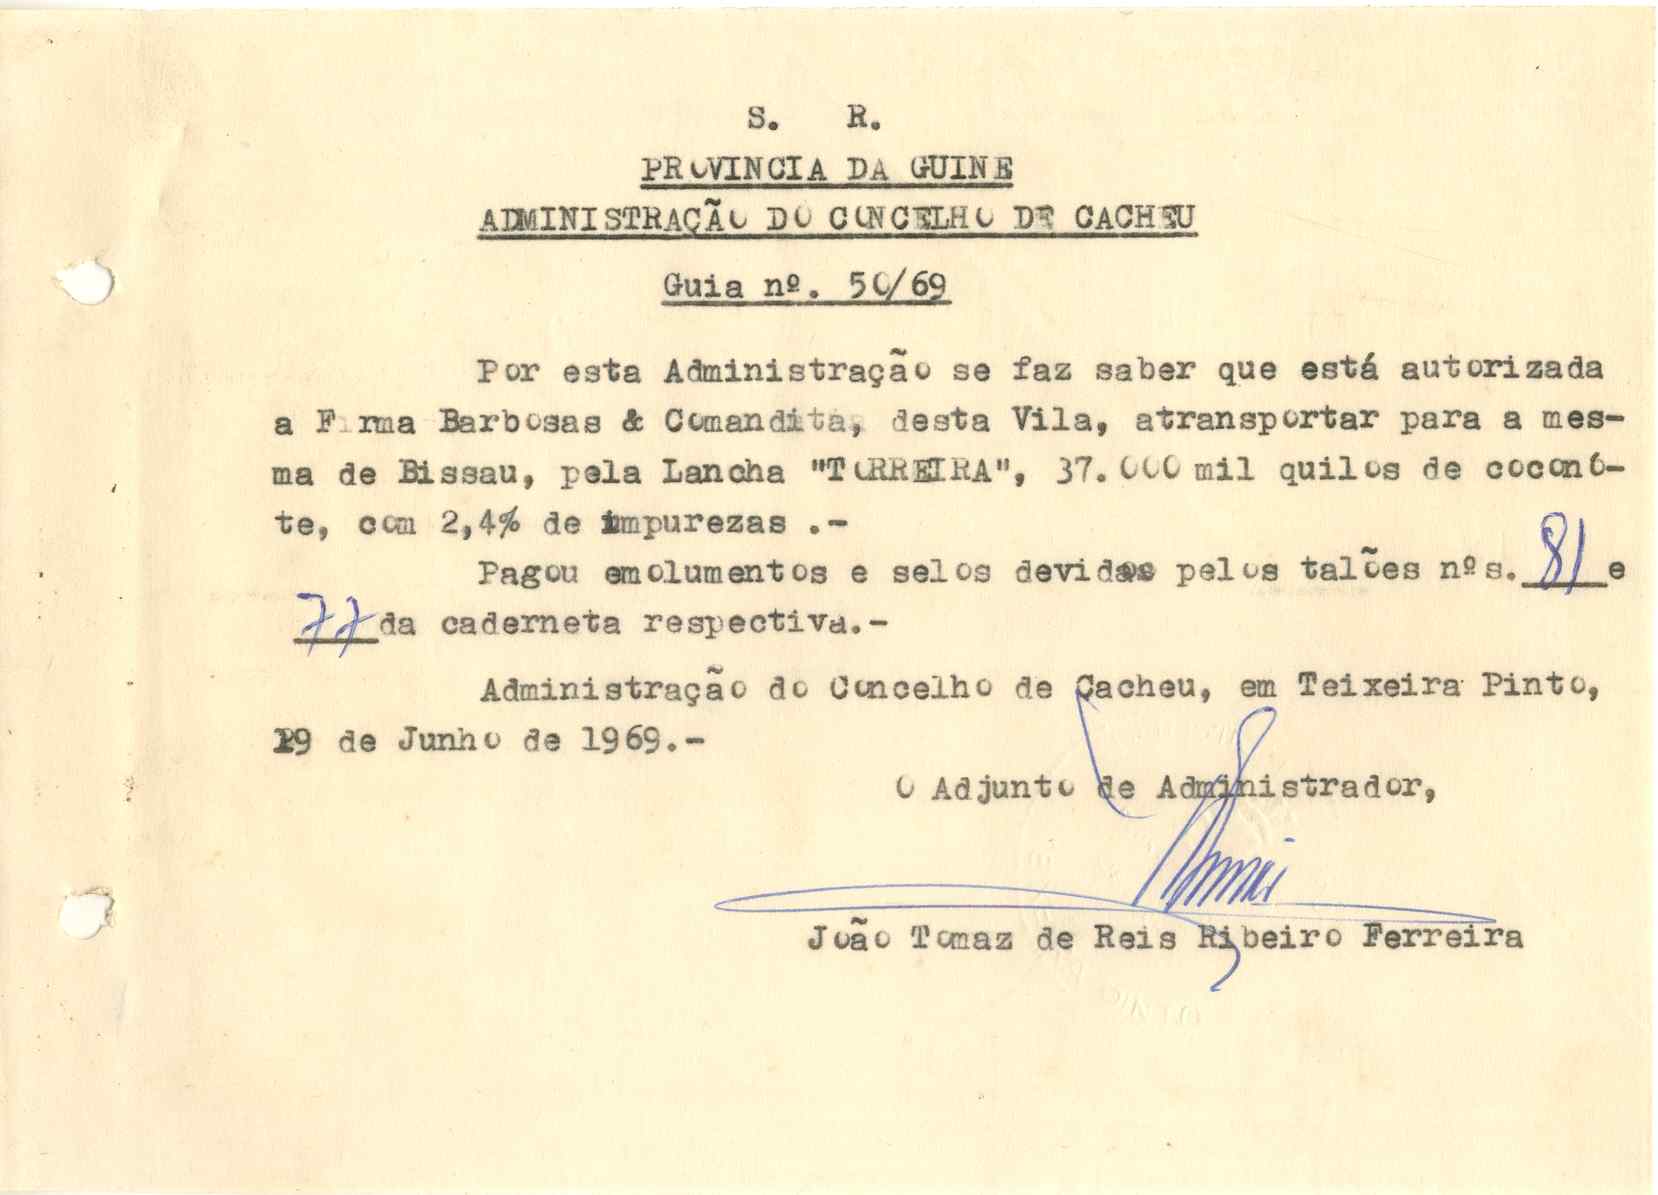 S. R.
PROVINCIA DA GUINE
ADMINISTRAÇÃO DO CONCELHO DE CACHEU
Guia nº. 50/69
Por esta Administração se faz saber que está autorizada
a Firma Barbosas & Comandita, desta Vila, atransportar para a mes-
ma de Bissau, pela Lancha "TORREIRA", 37.000 mil quilos de coconó-
te, com 2,4% de impurezas .-
Pagou emolumentos e selos devidos pelos talões nºs. 81 e
77 da caderneta respectiva.-
Administração do Concelho de Cacheu, em Teixeira Pinto,
de Junho de 1969.-
O Adjunto de Administrador,
João Tomaz de Reis Ribeiro Ferreira